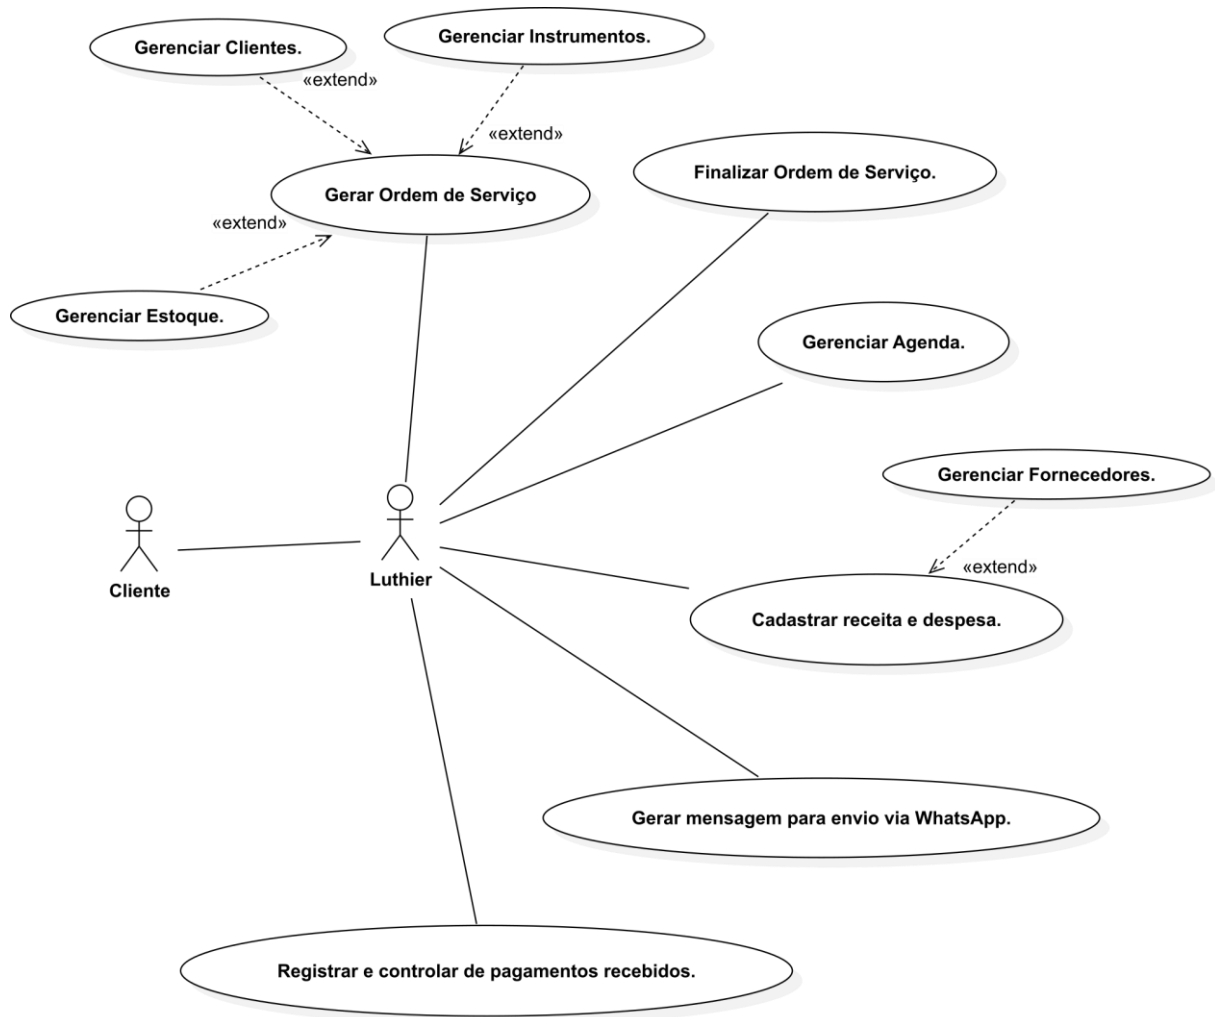 Gerenciar Clientes.
Gerenciar Instrumentos.
«extend»
«extend»
Gerar Ordem de Serviço
Finalizar Ordem de Serviço.
«extend»
Gerenciar Estoque.
Gerenciar Agenda.
Gerenciar Fornecedores.
«extend»
Cliente
Luthier
Cadastrar receita e despesa.
Gerar mensagem para envio via WhatsApp.
Registrar e controlar de pagamentos recebidos.